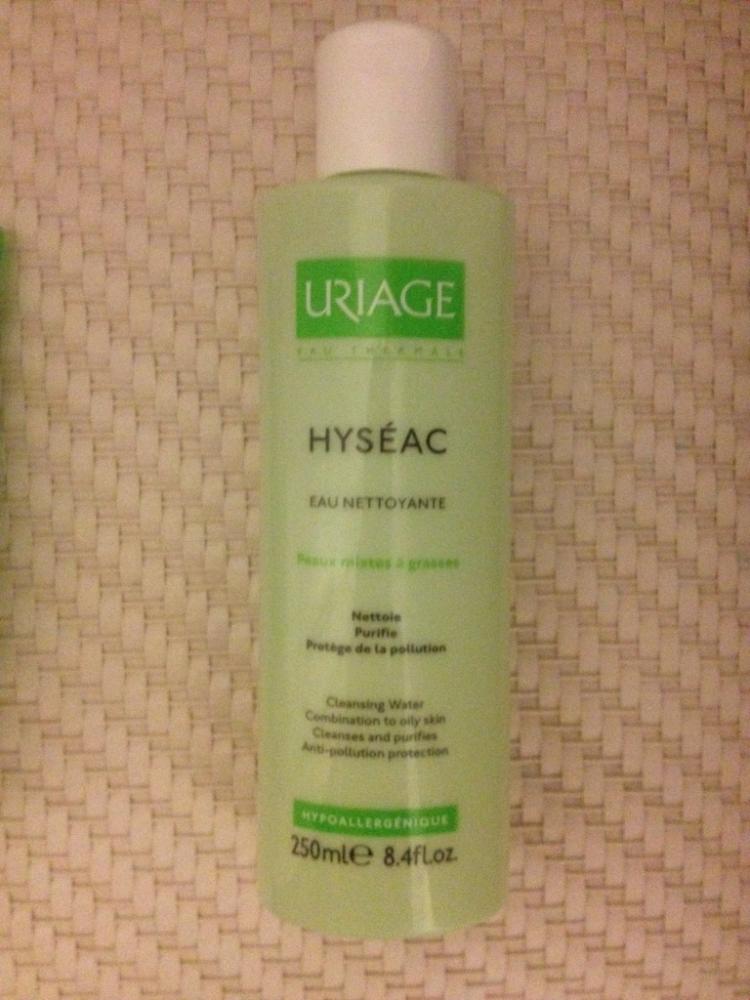 URIAGE
EAU THERMALE
HYSÉAC
EAU NETTOYANTE
Peaux mixtes à grasses
Nettoie
Purifie
Protège de la pollution
Cleansing Water
Combination to oily skin
Cleanses and purifies
Anti-pollution protection
HYPOALLERGÉNIQUE
250ml℮ 8.4fl.oz.